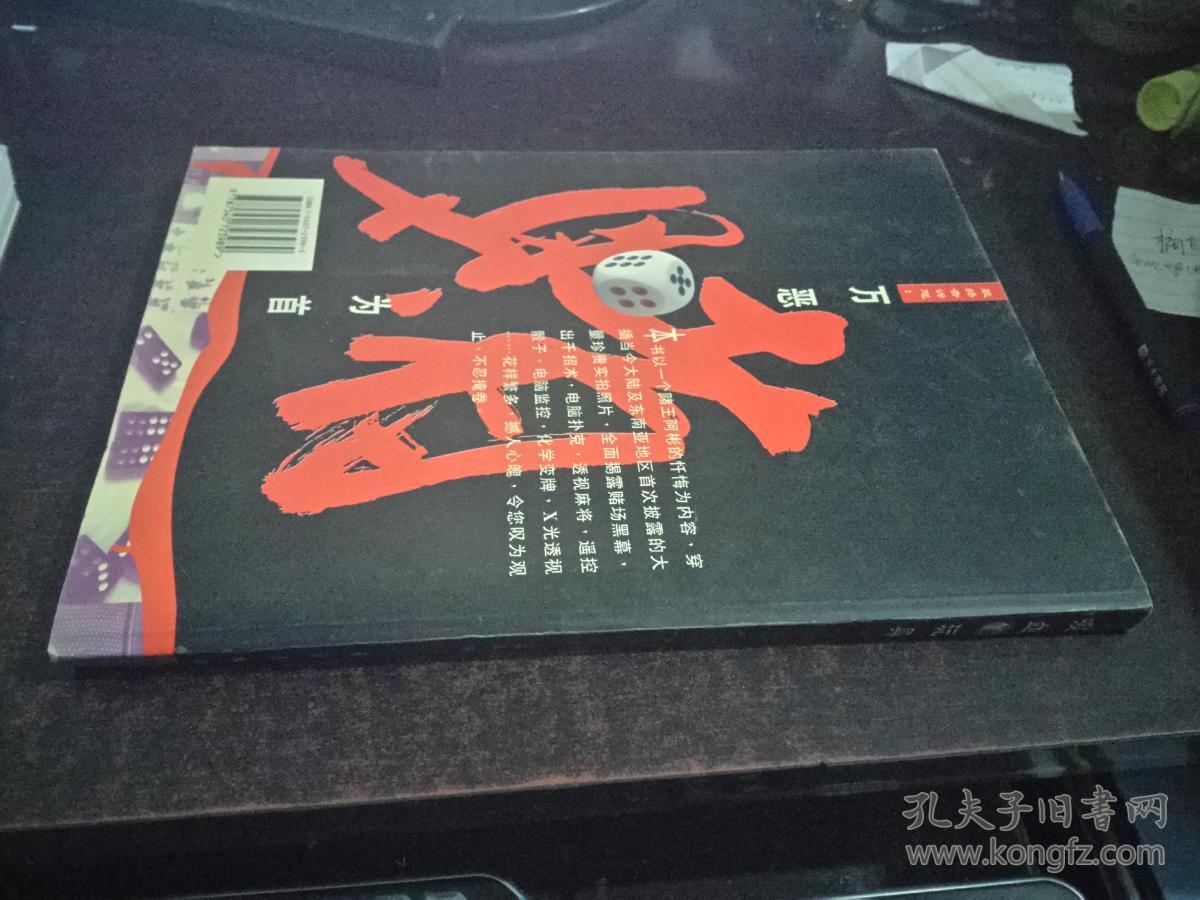 万
恶
赌
为
首
本书以一个赌王阿彬的忏悔为内容，穿
插当今大陆及东南亚地区首次披露的大
量珍贵实拍照片，全面揭露赌场黑幕，
出千招术，电脑扑克，透视麻将，遥控
骰子，电脑监控，化学变牌，X光透视
……花样繁多，撼人心魄，令您叹为观
止，不忍掩卷。
孔夫子旧书网
www.kongfz.com